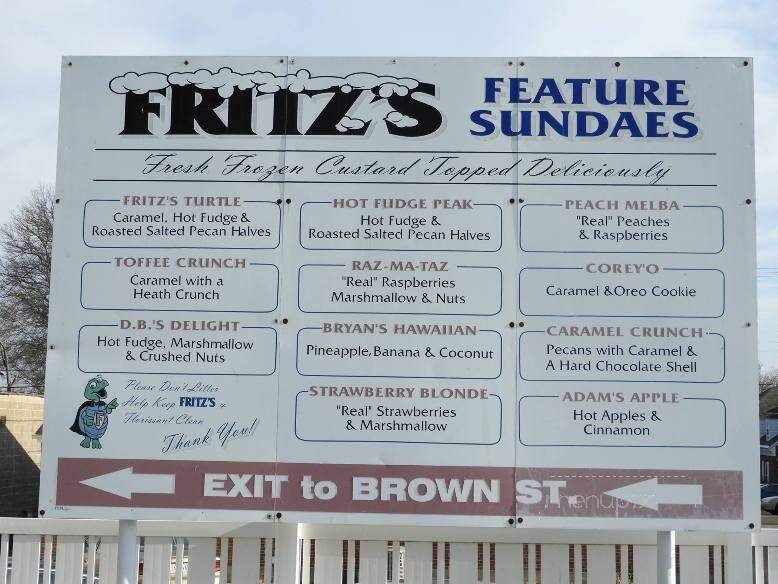 FRITZ'S
FEATURE
SUNDAES
Fresh Frozen Custard Topped Deliciously
FRITZ'S TURTLE
Caramel, Hot Fudge &
Roasted Salted Pecan Halves
TOFFEE CRUNCH
Caramel with a
Heath Crunch
D.B.'S DELIGHT
Hot Fudge, Marshmallow
& Crushed Nuts
HOT FUDGE PEAK
Hot Fudge &
Roasted Salted Pecan Halves
RAZ-MA-TAZ
"Real" Raspberries
Marshmallow & Nuts
BRYAN'S HAWAIIAN
Pineapple, Banana & Coconut
STRAWBERRY BLONDE
"Real" Strawberries
& Marshmallow
PEACH MELBA
"Real" Peaches
& Raspberries
COREY'O
Caramel &Oreo Cookie
CARAMEL CRUNCH
Pecans with Caramel &
A Hard Chocolate Shell
ADAM'S APPLE
Hot Apples &
Cinnamon
Please Don't Litter
Help Keep FRITZ'S &
Florissant Clean
Thank You!
EXIT to BROWN ST.